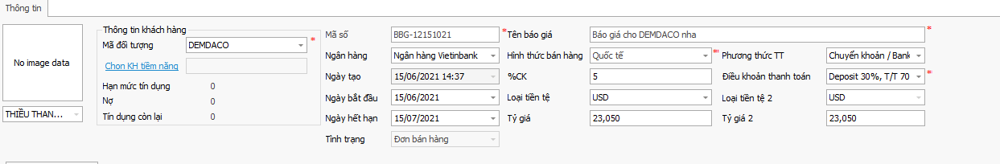 Thông tin
No image data
THIỀU THAN...
Thông tin khách hàng
Mã đối tượng DEMDACO *
Chọn KH tiềm năng
Hạn mức tín dụng 0
Nợ 0
Tín dụng còn lại 0
Mã số BBG-12151021 * Tên báo giá Báo giá cho DEMDACO nha *
Ngân hàng Ngân hàng Vietinbank Hình thức bán hàng Quốc tế * Phương thức TT Chuyển khoản / Bank
Ngày tạo 15/06/2021 14:37 %CK 5 Điều khoản thanh toán Deposit 30%, T/T 70 *
Ngày bắt đầu 15/06/2021 Loại tiền tệ USD Loại tiền tệ 2 USD
Ngày hết hạn 15/07/2021 Tỷ giá 23,050 Tỷ giá 2 23,050
Tình trạng Đơn bán hàng